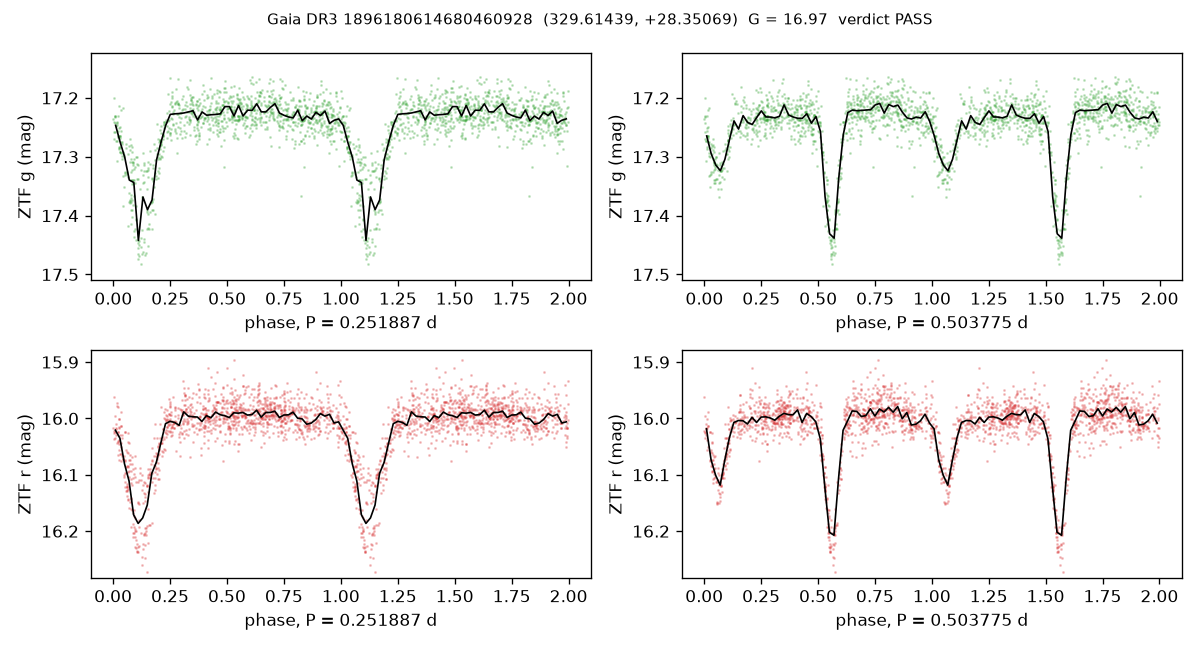 Gaia DR3 1896180614680460928 (329.61439, +28.35069) G = 16.97 verdict PASS
ZTF g (mag)
17.2
17.3
17.4
17.5
0.00 0.25 0.50 0.75 1.00 1.25 1.50 1.75 2.00
phase, P = 0.251887 d
ZTF g (mag)
17.2
17.3
17.4
17.5
0.00 0.25 0.50 0.75 1.00 1.25 1.50 1.75 2.00
phase, P = 0.503775 d
ZTF r (mag)
15.9
16.0
16.1
16.2
0.00 0.25 0.50 0.75 1.00 1.25 1.50 1.75 2.00
phase, P = 0.251887 d
ZTF r (mag)
15.9
16.0
16.1
16.2
0.00 0.25 0.50 0.75 1.00 1.25 1.50 1.75 2.00
phase, P = 0.503775 d